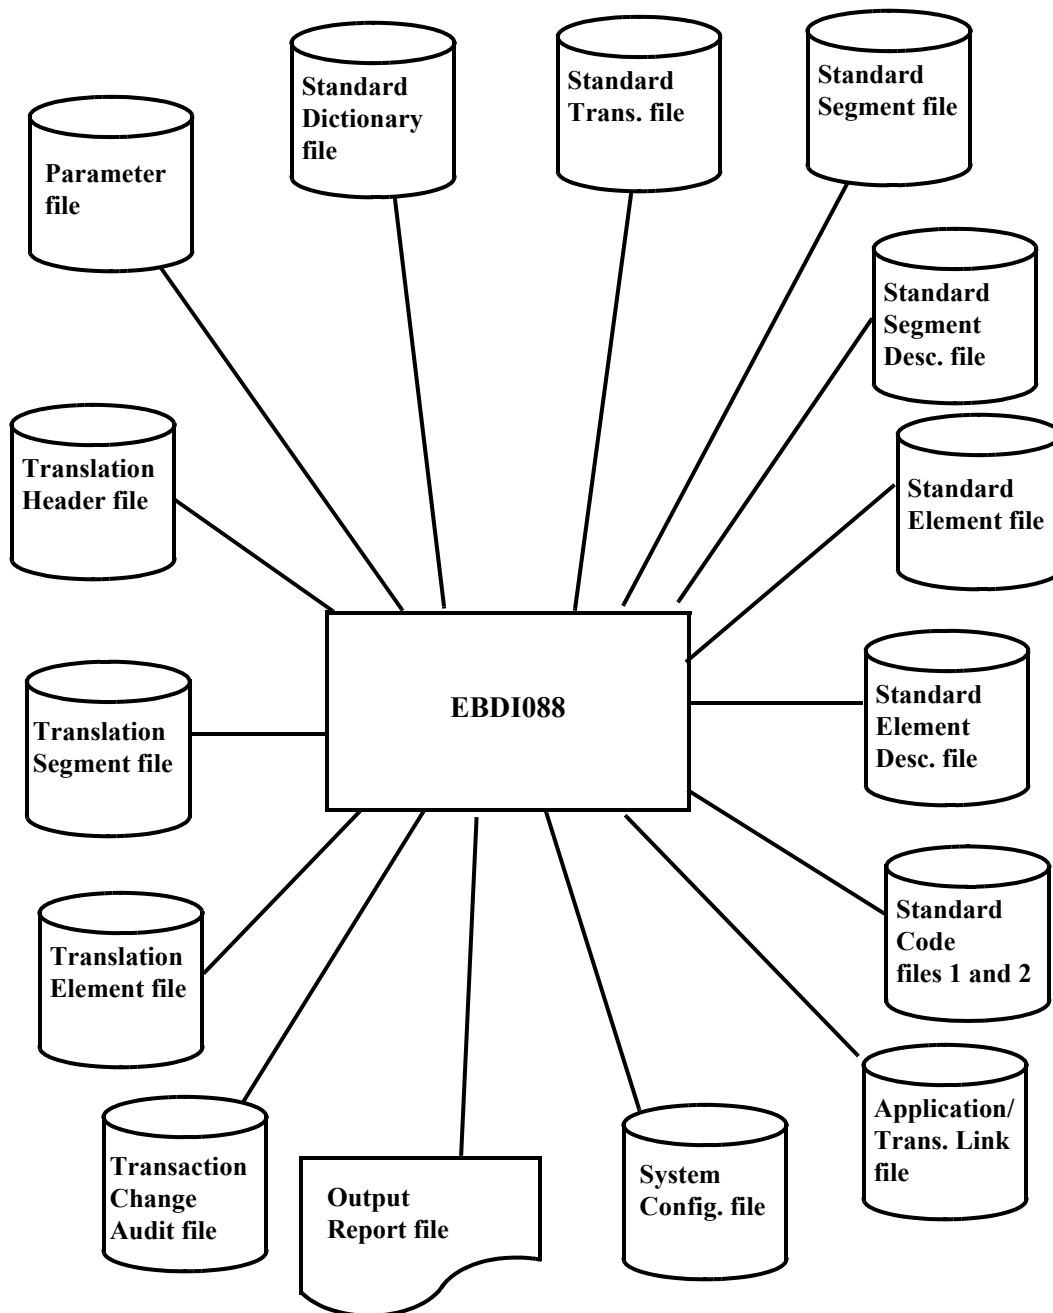 Standard
Dictionary
file
Standard
Trans. file
Standard
Segment file
Parameter
file
Standard
Segment
Desc. file
Translation
Header file
Standard
Element file
EBDI088
Standard
Element
Desc. file
Translation
Segment file
Standard
Code
files 1 and 2
Translation
Element file
Application/
Trans. Link
file
Transaction
Change
Audit file
Output
Report file
System
Config. file